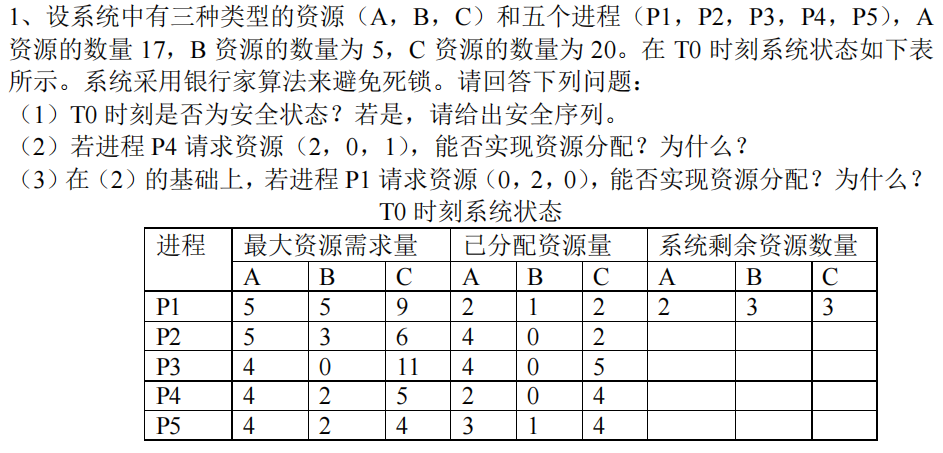 1、设系统中有三种类型的资源（A，B，C）和五个进程（P1，P2，P3，P4，P5），A
资源的数量 17，B 资源的数量为 5，C 资源的数量为 20。在 T0 时刻系统状态如下表
所示。系统采用银行家算法来避免死锁。请回答下列问题：
（1）T0 时刻是否为安全状态？若是，请给出安全序列。
（2）若进程 P4 请求资源（2，0，1），能否实现资源分配？为什么？
（3）在（2）的基础上，若进程 P1 请求资源（0，2，0），能否实现资源分配？为什么？
T0 时刻系统状态
进程 最大资源需求量 已分配资源量 系统剩余资源数量
A B C A B C A B C
P1 5 5 9 2 1 2 2 3 3
P2 5 3 6 4 0 2
P3 4 0 11 4 0 5
P4 4 2 5 2 0 4
P5 4 2 4 3 1 4